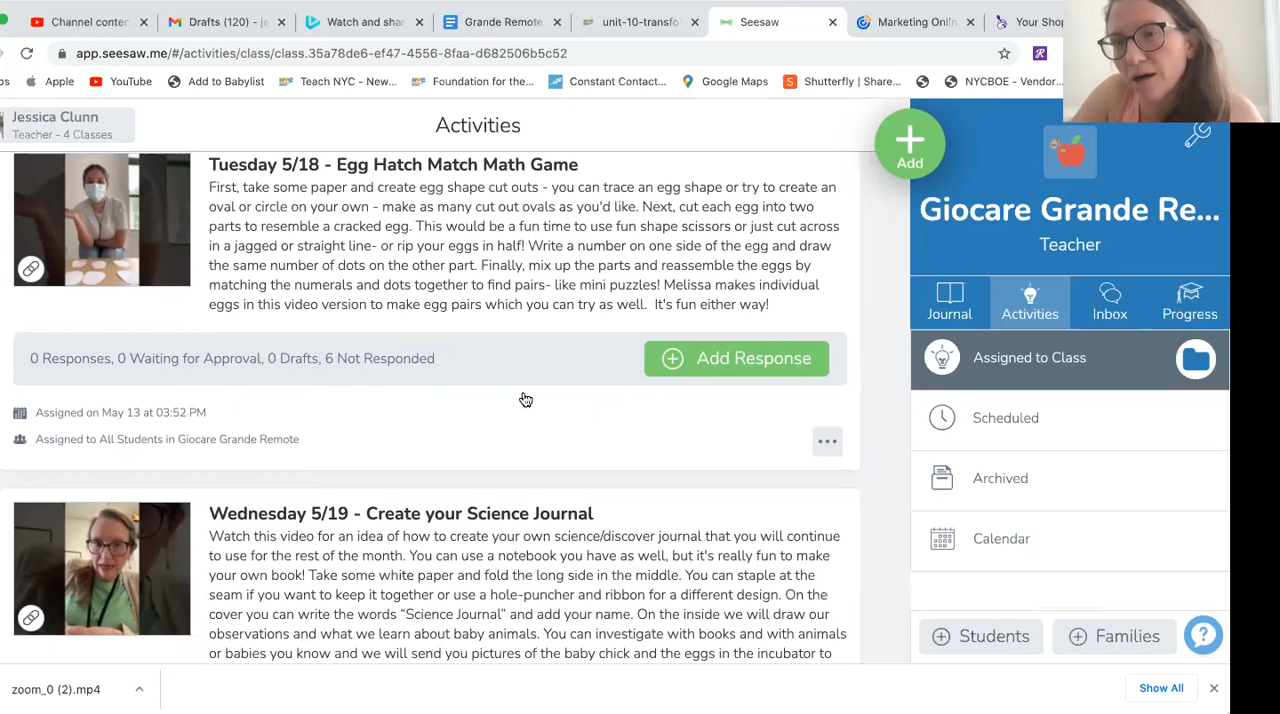 Channel conten
Drafts (120) - je
Watch and shar
Grande Remote
unit-10-transfo
Seesaw
Marketing Onli
Your Shop
app.seesaw.me/#/activities/class/class.35a78de6-ef47-4556-8faa-d682506b5c52
R
ps
Apple
YouTube
Add to Babylist
Teach NYC - New...
Foundation for the...
Constant Contact...
Google Maps
Shutterfly | Share...
NYCBOE - Vendor...
Jessica Clunn
Teacher - 4 Classes
Activities
Add
Tuesday 5/18 - Egg Hatch Match Math Game
First, take some paper and create egg shape cut outs - you can trace an egg shape or try to create an
oval or circle on your own - make as many cut out ovals as you'd like. Next, cut each egg into two
parts to resemble a cracked egg. This would be a fun time to use fun shape scissors or just cut across
in a jagged or straight line- or rip your eggs in half! Write a number on one side of the egg and draw
the same number of dots on the other part. Finally, mix up the parts and reassemble the eggs by
matching the numerals and dots together to find pairs- like mini puzzles! Melissa makes individual
eggs in this video version to make egg pairs which you can try as well.  It's fun either way!
0 Responses, 0 Waiting for Approval, 0 Drafts, 6 Not Responded
Add Response
Assigned on May 13 at 03:52 PM
Assigned to All Students in Giocare Grande Remote
Wednesday 5/19 - Create your Science Journal
Watch this video for an idea of how to create your own science/discover journal that you will continue
to use for the rest of the month. You can use a notebook you have as well, but it's really fun to make
your own book! Take some white paper and fold the long side in the middle. You can staple at the
seam if you want to keep it together or use a hole-puncher and ribbon for a different design. On the
cover you can write the words “Science Journal” and add your name. On the inside we will draw our
observations and what we learn about baby animals. You can investigate with books and with animals
or babies you know and we will send you pictures of the baby chick and the eggs in the incubator to
Giocare Grande Re...
Teacher
Journal
Activities
Inbox
Progress
Assigned to Class
Scheduled
Archived
Calendar
Students
Families
zoom_0 (2).mp4
Show All